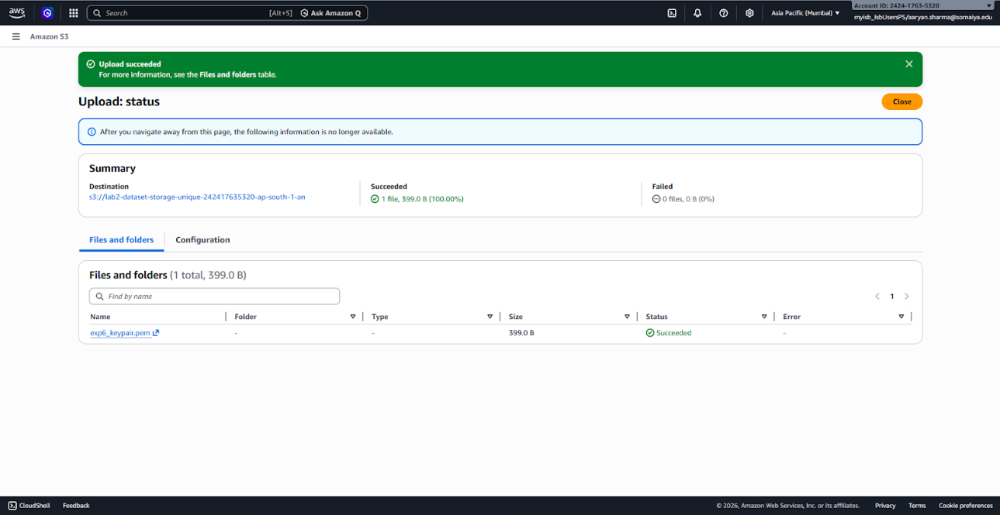 aws
Search [Alt+S] Ask Amazon Q
Asia Pacific (Mumbai) ▼
Account ID: 2424-1763-5320
myisb_IsbUsersPS/aaryan.sharma@somaiya.edu
Amazon S3
Upload succeeded
For more information, see the Files and folders table.
Upload: status
Close
After you navigate away from this page, the following information is no longer available.
Summary
Destination
s3://lab2-dataset-storage-unique-242417635320-ap-south-1-an
Succeeded
1 file, 399.0 B (100.00%)
Failed
0 files, 0 B (0%)
Files and folders Configuration
Files and folders (1 total, 399.0 B)
Find by name
1
Name Folder Type Size Status Error
exp6_keypair.pem - - 399.0 B Succeeded -
CloudShell Feedback © 2026, Amazon Web Services, Inc. or its affiliates. Privacy Terms Cookie preferences